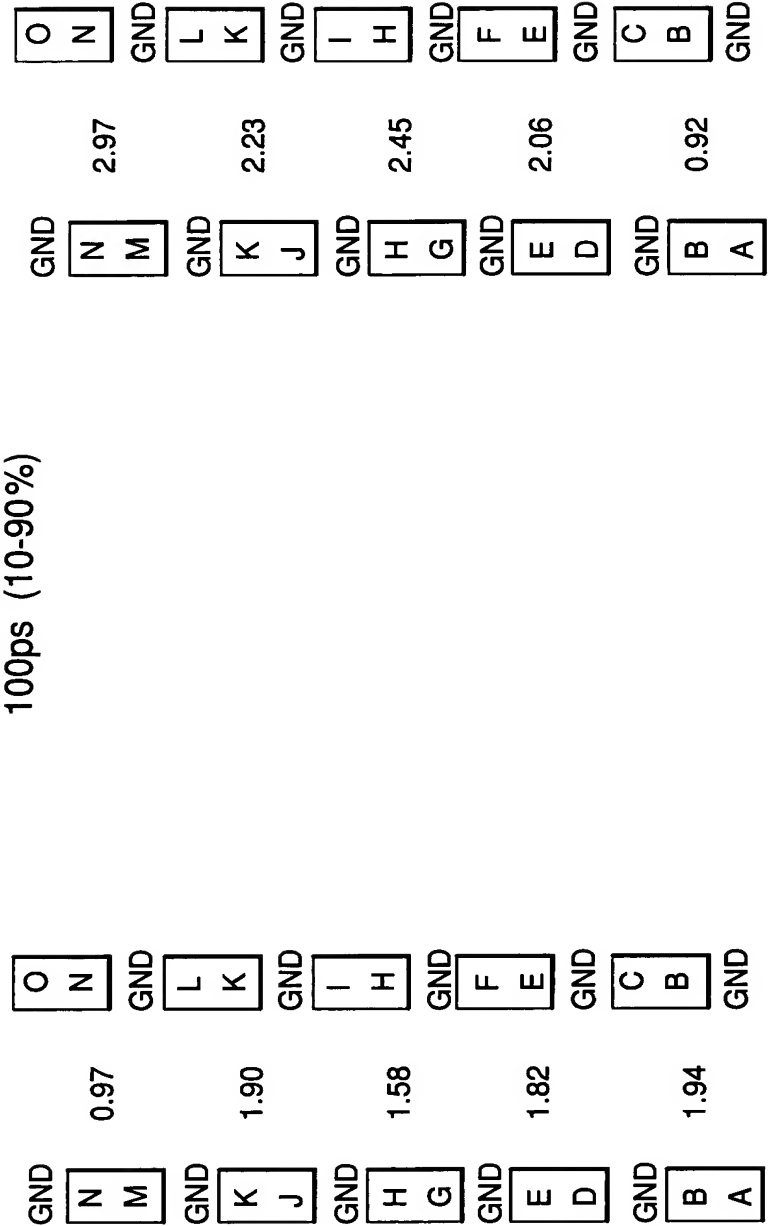 GND O 100ps (10-90%) GND O
N 0.97 N N 2.97 N
M GND M GND
GND L GND L
K 1.90 K K 2.23 K
J GND J GND
GND I GND I
H 1.58 H H 2.45 H
G GND G GND
GND F GND F
E 1.82 E E 2.06 E
D GND D GND
GND C GND C
B 1.94 B B 0.92 B
A GND A GND